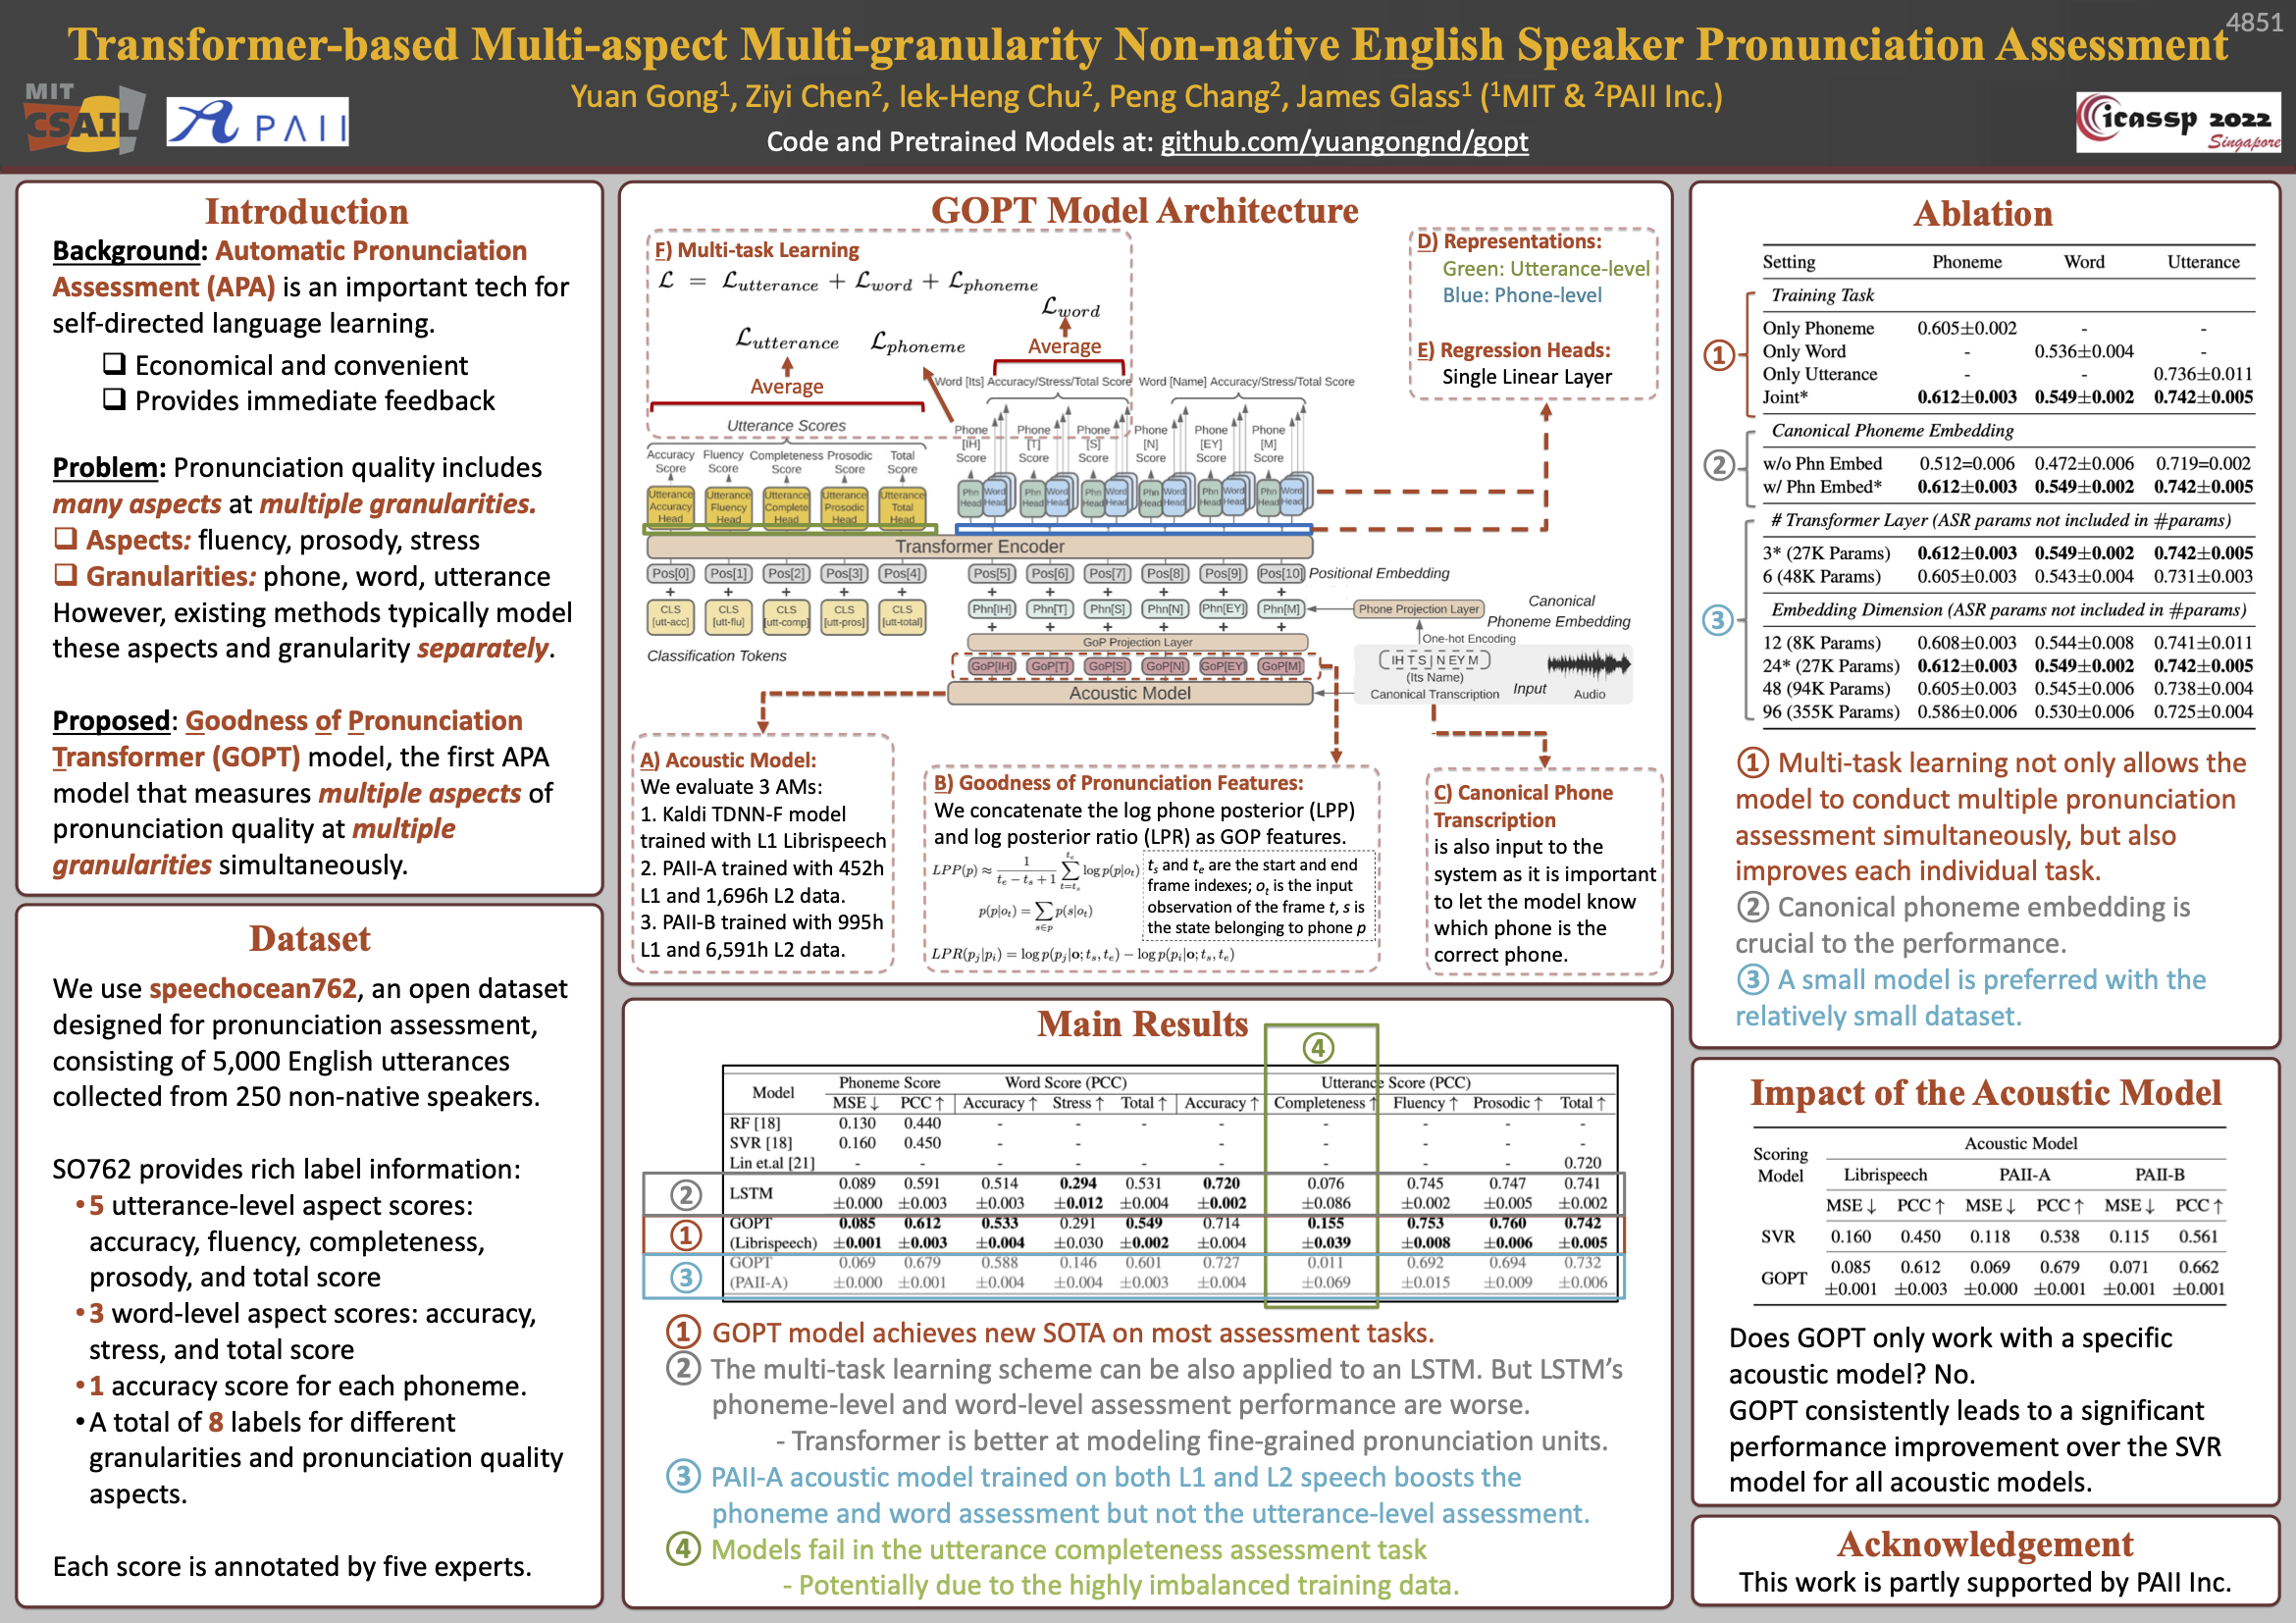 4851
Transformer-based Multi-aspect Multi-granularity Non-native English Speaker Pronunciation Assessment
Yuan Gong¹, Ziyi Chen², Iek-Heng Chu², Peng Chang², James Glass¹ (¹MIT & ²PAII Inc.)
Code and Pretrained Models at: github.com/yuangongnd/gopt
MIT
CSAIL
PAII
icassp 2022
Singapore
Introduction
Background: Automatic Pronunciation
Assessment (APA) is an important tech for
self-directed language learning.
❑ Economical and convenient
❑ Provides immediate feedback
Problem: Pronunciation quality includes
many aspects at multiple granularities.
❑ Aspects: fluency, prosody, stress
❑ Granularities: phone, word, utterance
However, existing methods typically model
these aspects and granularity separately.
Proposed: Goodness of Pronunciation
Transformer (GOPT) model, the first APA
model that measures multiple aspects of
pronunciation quality at multiple
granularities simultaneously.
Dataset
We use speechocean762, an open dataset
designed for pronunciation assessment,
consisting of 5,000 English utterances
collected from 250 non-native speakers.
SO762 provides rich label information:
•5 utterance-level aspect scores:
accuracy, fluency, completeness,
prosody, and total score
•3 word-level aspect scores: accuracy,
stress, and total score
•1 accuracy score for each phoneme.
•A total of 8 labels for different
granularities and pronunciation quality
aspects.
Each score is annotated by five experts.
GOPT Model Architecture
F) Multi-task Learning
L = L_utterance + L_word + L_phoneme
L_word
L_utterance L_phoneme
Average
Average
Word [Its] Accuracy/Stress/Total Score Word [Name] Accuracy/Stress/Total Score
Utterance Scores
Accuracy Score Fluency Score Completeness Score Prosodic Score Total Score
Phone [IH] Score Phone [T] Score Phone [S] Score Phone [N] Score Phone [EY] Score Phone [M] Score
Utterance Accuracy Head Utterance Fluency Head Utterance Complete Head Utterance Prosodic Head Utterance Total Head
Phn Head Word Head Phn Head Word Head Phn Head Word Head Phn Head Word Head Phn Head Word Head Phn Head Word Head
Transformer Encoder
Pos[0] Pos[1] Pos[2] Pos[3] Pos[4] Pos[5] Pos[6] Pos[7] Pos[8] Pos[9] Pos[10] Positional Embedding
+ + + + + + + + + + +
CLS [utt-acc] CLS [utt-flu] CLS [utt-comp] CLS [utt-pros] CLS [utt-total]
Phn[IH] Phn[T] Phn[S] Phn[N] Phn[EY] Phn[M]
Phone Projection Layer
Canonical
Phoneme Embedding
+ + + + + +
One-hot Encoding
GoP Projection Layer
Classification Tokens
GoP[IH] GoP[T] GoP[S] GoP[N] GoP[EY] GoP[M]
IH T S | N EY M
(Its Name)
Canonical Transcription Input Audio
Acoustic Model
D) Representations:
Green: Utterance-level
Blue: Phone-level
E) Regression Heads:
Single Linear Layer
A) Acoustic Model:
We evaluate 3 AMs:
1. Kaldi TDNN-F model
trained with L1 Librispeech
2. PAII-A trained with 452h
L1 and 1,696h L2 data.
3. PAII-B trained with 995h
L1 and 6,591h L2 data.
B) Goodness of Pronunciation Features:
We concatenate the log phone posterior (LPP)
and log posterior ratio (LPR) as GOP features.
LPP(p) ≈ 1/(t_e − t_s + 1) ∑_{t=t_s}^{t_e} log p(p|o_t)
p(p|o_t) = ∑_{s∈p} p(s|o_t)
LPR(p_j|p_i) = log p(p_j|o; t_s, t_e) − log p(p_i|o; t_s, t_e)
t_s and t_e are the start and end
frame indexes; o_t is the input
observation of the frame t, s is
the state belonging to phone p
C) Canonical Phone
Transcription
is also input to the
system as it is important
to let the model know
which phone is the
correct phone.
Main Results
④
Model Phoneme Score Word Score (PCC) Utterance Score (PCC)
MSE↓ PCC↑ Accuracy↑ Stress↑ Total↑ Accuracy↑ Completeness↑ Fluency↑ Prosodic↑ Total↑
RF [18] 0.130 0.440 - - - - - - - -
SVR [18] 0.160 0.450 - - - - - - - -
Lin et.al [21] - - - - - - - - - 0.720
② LSTM 0.089 0.591 0.514 0.294 0.531 0.720 0.076 0.745 0.747 0.741
±0.000 ±0.003 ±0.003 ±0.012 ±0.004 ±0.002 ±0.086 ±0.002 ±0.005 ±0.002
① GOPT 0.085 0.612 0.533 0.291 0.549 0.714 0.155 0.753 0.760 0.742
(Librispeech) ±0.001 ±0.003 ±0.004 ±0.030 ±0.002 ±0.004 ±0.039 ±0.008 ±0.006 ±0.005
③ GOPT 0.069 0.679 0.588 0.146 0.601 0.727 0.011 0.692 0.694 0.732
(PAII-A) ±0.000 ±0.001 ±0.004 ±0.004 ±0.003 ±0.004 ±0.069 ±0.015 ±0.009 ±0.006
① GOPT model achieves new SOTA on most assessment tasks.
② The multi-task learning scheme can be also applied to an LSTM. But LSTM's
phoneme-level and word-level assessment performance are worse.
- Transformer is better at modeling fine-grained pronunciation units.
③ PAII-A acoustic model trained on both L1 and L2 speech boosts the
phoneme and word assessment but not the utterance-level assessment.
④ Models fail in the utterance completeness assessment task
- Potentially due to the highly imbalanced training data.
Ablation
Setting Phoneme Word Utterance
① Training Task
Only Phoneme 0.605±0.002 - -
Only Word - 0.536±0.004 -
Only Utterance - - 0.736±0.011
Joint* 0.612±0.003 0.549±0.002 0.742±0.005
② Canonical Phoneme Embedding
w/o Phn Embed 0.512=0.006 0.472±0.006 0.719=0.002
w/ Phn Embed* 0.612±0.003 0.549±0.002 0.742±0.005
③ # Transformer Layer (ASR params not included in #params)
3* (27K Params) 0.612±0.003 0.549±0.002 0.742±0.005
6 (48K Params) 0.605±0.003 0.543±0.004 0.731±0.003
Embedding Dimension (ASR params not included in #params)
12 (8K Params) 0.608±0.003 0.544±0.008 0.741±0.011
24* (27K Params) 0.612±0.003 0.549±0.002 0.742±0.005
48 (94K Params) 0.605±0.003 0.545±0.006 0.738±0.004
96 (355K Params) 0.586±0.006 0.530±0.006 0.725±0.004
① Multi-task learning not only allows the
model to conduct multiple pronunciation
assessment simultaneously, but also
improves each individual task.
② Canonical phoneme embedding is
crucial to the performance.
③ A small model is preferred with the
relatively small dataset.
Impact of the Acoustic Model
Scoring Model Acoustic Model
Librispeech PAII-A PAII-B
MSE↓ PCC↑ MSE↓ PCC↑ MSE↓ PCC↑
SVR 0.160 0.450 0.118 0.538 0.115 0.561
GOPT 0.085 0.612 0.069 0.679 0.071 0.662
±0.001 ±0.003 ±0.000 ±0.001 ±0.001 ±0.001
Does GOPT only work with a specific
acoustic model? No.
GOPT consistently leads to a significant
performance improvement over the SVR
model for all acoustic models.
Acknowledgement
This work is partly supported by PAII Inc.